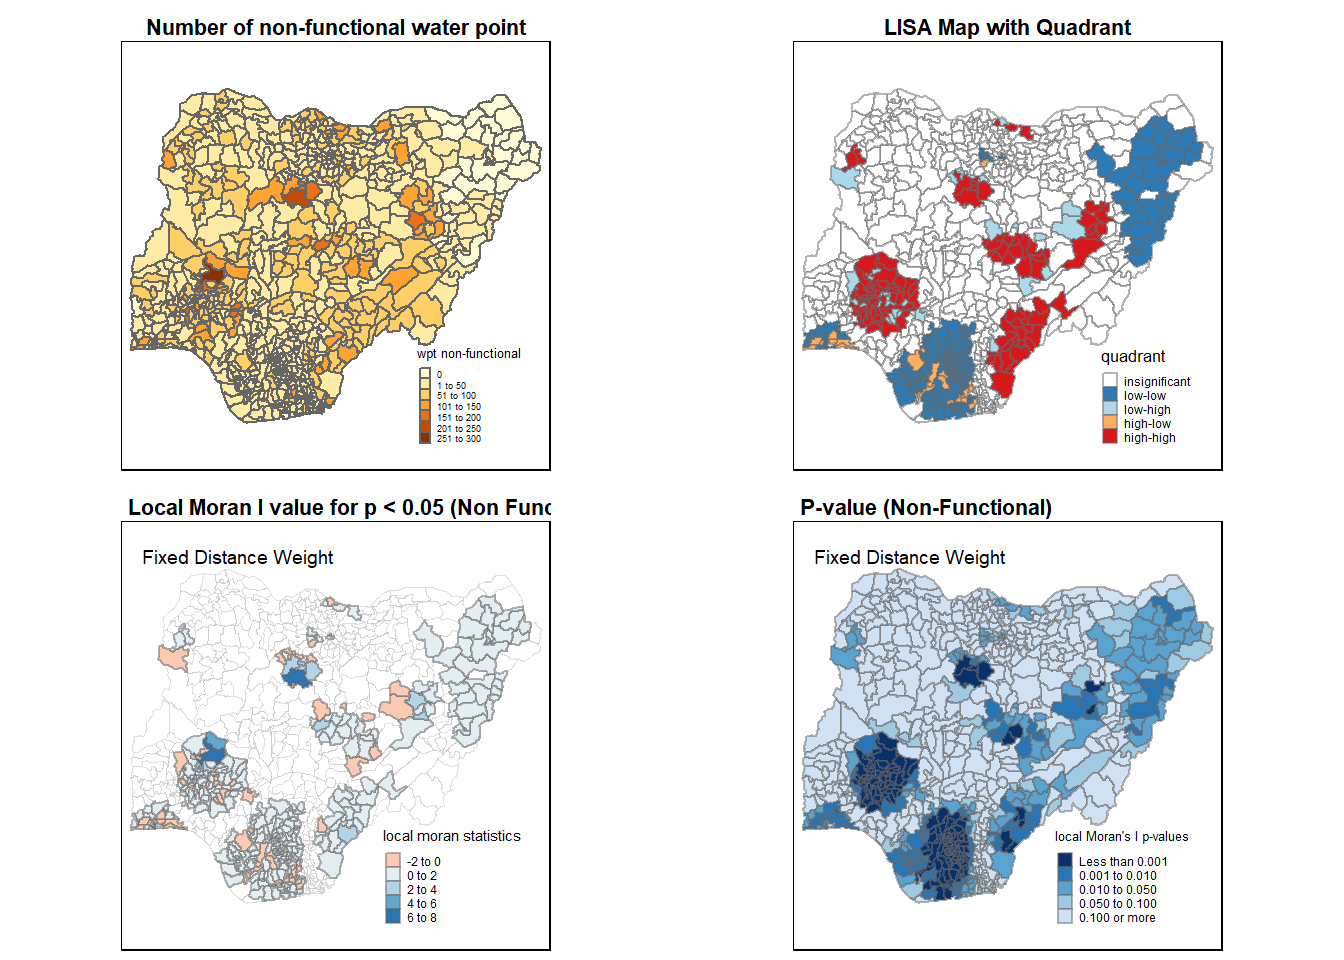 Number of non-functional water point
wpt non-functional
0
1 to 50
51 to 100
101 to 150
151 to 200
201 to 250
251 to 300
LISA Map with Quadrant
quadrant
insignificant
low-low
low-high
high-low
high-high
Local Moran I value for p < 0.05 (Non Func
Fixed Distance Weight
local moran statistics
-2 to 0
0 to 2
2 to 4
4 to 6
6 to 8
P-value (Non-Functional)
Fixed Distance Weight
local Moran's I p-values
Less than 0.001
0.001 to 0.010
0.010 to 0.050
0.050 to 0.100
0.100 or more